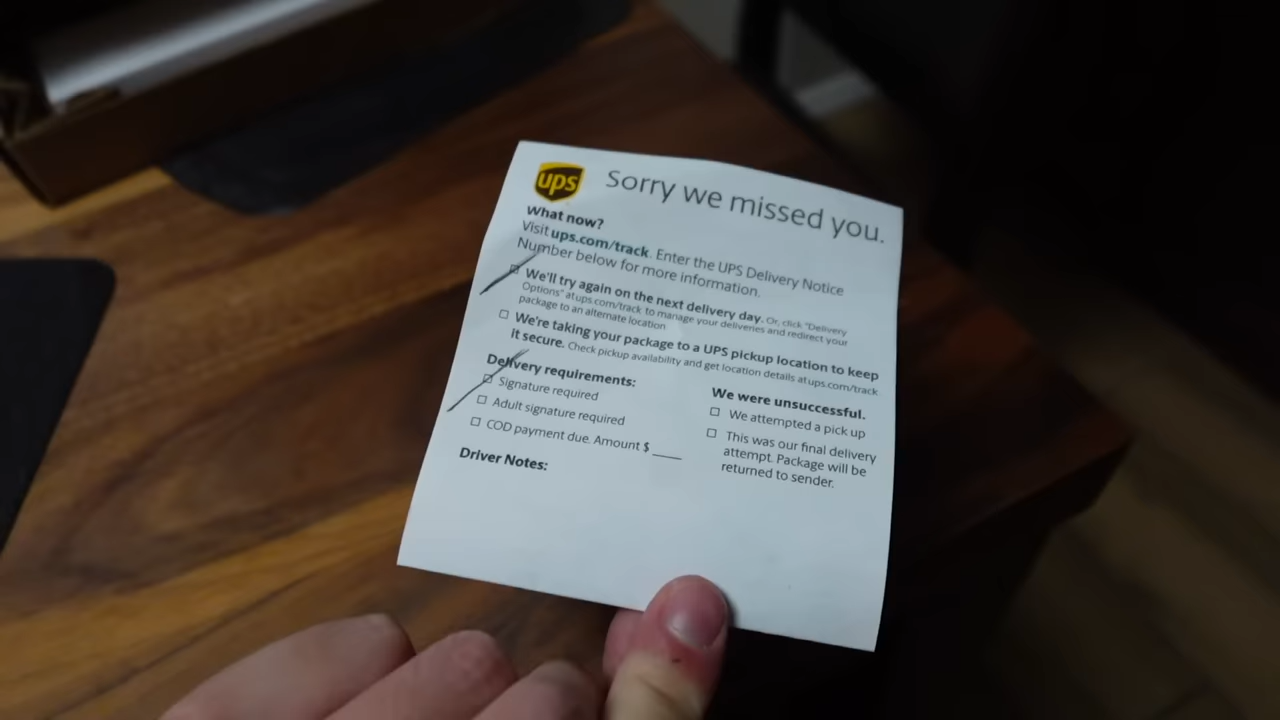 ups
Sorry we missed you.
What now?
Visit ups.com/track. Enter the UPS Delivery Notice
Number below for more information.
☐ We'll try again on the next delivery day. Or, click "Delivery
Options" at ups.com/track to manage your deliveries and redirect your
package to an alternate location
☐ We're taking your package to a UPS pickup location to keep
it secure. Check pickup availability and get location details at ups.com/track
Delivery requirements:
☐ Signature required
☐ Adult signature required
☐ COD payment due. Amount $ ____
Driver Notes:
We were unsuccessful.
☐ We attempted a pick up
☐ This was our final delivery
attempt. Package will be
returned to sender.